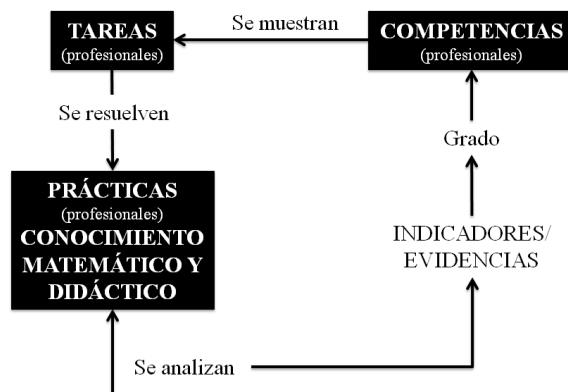 TAREAS
(profesionales)
Se muestran
COMPETENCIAS
(profesionales)
Se resuelven
Grado
PRÁCTICAS
(profesionales)
CONOCIMIENTO
MATEMÁTICO Y
DIDÁCTICO
INDICADORES/
EVIDENCIAS
Se analizan